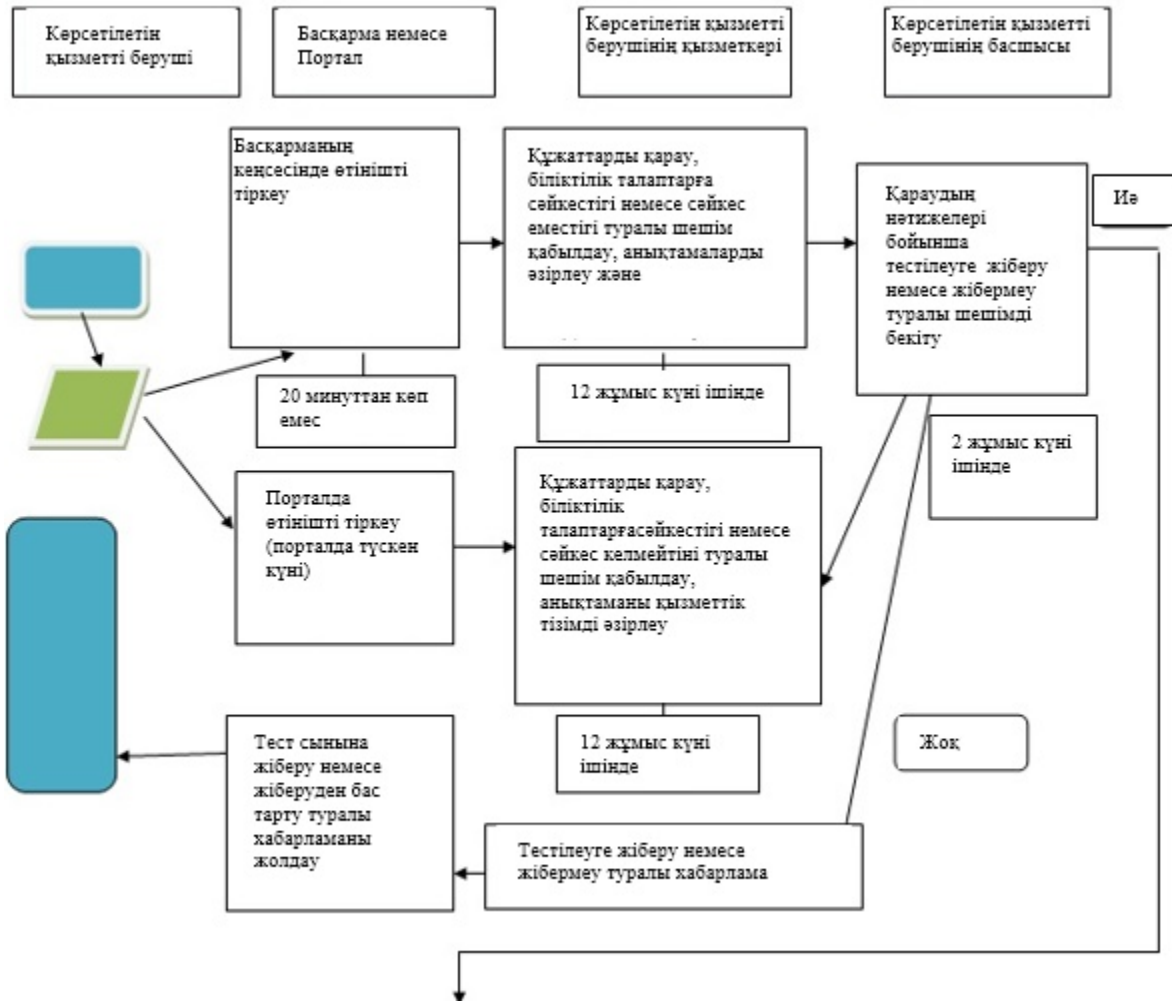 Көрсетілетін
қызметті беруші
Басқарма немесе
Портал
Көрсетілетін қызметті
берушінің қызметкері
Көрсетілетін қызметті
берушінің басшысы
Басқарманың
кеңсесінде өтінішті
тіркеу
Құжаттарды қарау,
біліктілік талаптарға
сәйкестігі немесе сәйкес
еместігі туралы шешім
қабылдау, анықтамаларды
әзірлеу және
Қараудың
нәтижелері
бойынша
тестілеуге жіберу
немесе жібермеу
туралы шешімді
бекіту
Иә
20 минуттан көп
емес
12 жұмыс күні ішінде
2 жұмыс күні
ішінде
Порталда
өтінішті тіркеу
(порталда түскен
күні)
Құжаттарды қарау,
біліктілік
талаптарғасәйкестігі немесе
сәйкес келмейтіні туралы
шешім қабылдау,
анықтаманы қызметтік
тізімді әзірлеу
12 жұмыс күні
ішінде
Жоқ
Тест сынына
жіберу немесе
жіберуден бас
тарту туралы
хабарламаны
жолдау
Тестілеуге жіберу немесе
жібермеу туралы хабарлама